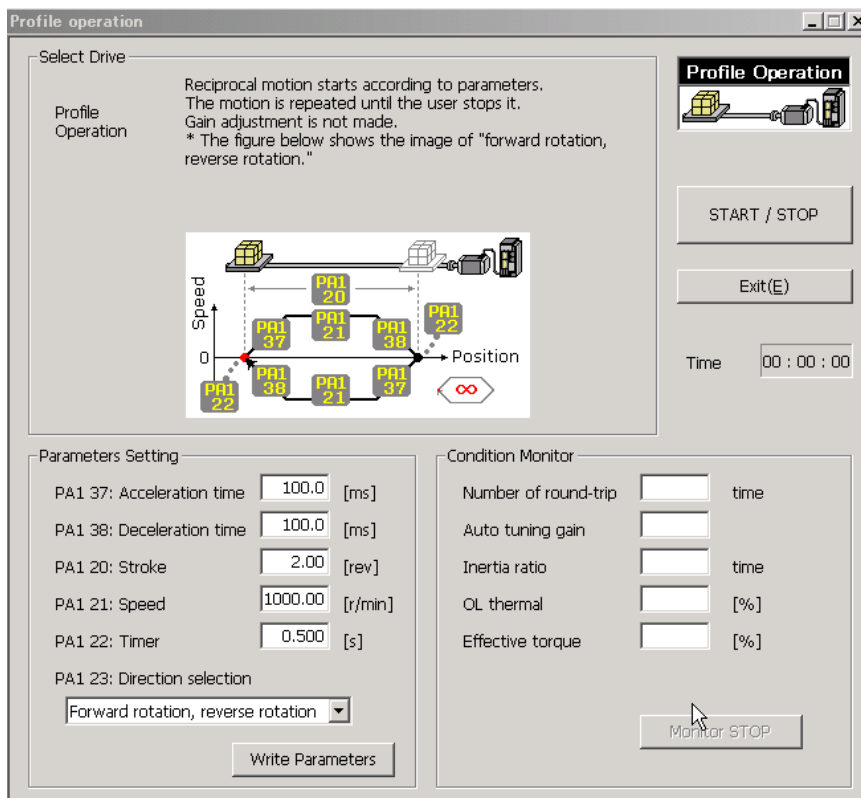 Profile operation
Select Drive
Profile
Operation
Reciprocal motion starts according to parameters.
The motion is repeated until the user stops it.
Gain adjustment is not made.
* The figure below shows the image of "forward rotation,
reverse rotation."
Profile Operation
START / STOP
Exit(E)
Time 00 : 00 : 00
Speed
0
Position
PA1
20
PA1
37
PA1
21
PA1
38
PA1
22
PA1
22
PA1
38
PA1
21
PA1
37
∞
Parameters Setting
PA1 37: Acceleration time 100.0 [ms]
PA1 38: Deceleration time 100.0 [ms]
PA1 20: Stroke 2.00 [rev]
PA1 21: Speed 1000.00 [r/min]
PA1 22: Timer 0.500 [s]
PA1 23: Direction selection
Forward rotation, reverse rotation
Write Parameters
Condition Monitor
Number of round-trip time
Auto tuning gain
Inertia ratio time
OL thermal [%]
Effective torque [%]
Monitor STOP